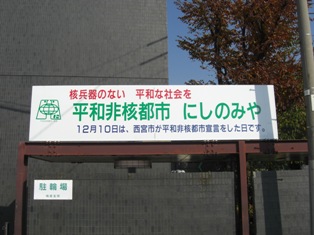 核兵器のない 平和な社会を
平和非核都市 にしのみや
12月10日は、西宮市が平和非核都市宣言をした日です。
駐輪場